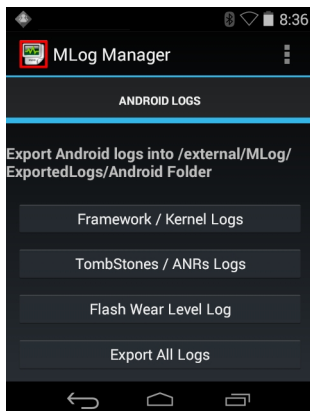 8:36
MLog Manager
ANDROID LOGS
Export Android logs into /external/MLog/
ExportedLogs/Android Folder
Framework / Kernel Logs
TombStones / ANRs Logs
Flash Wear Level Log
Export All Logs